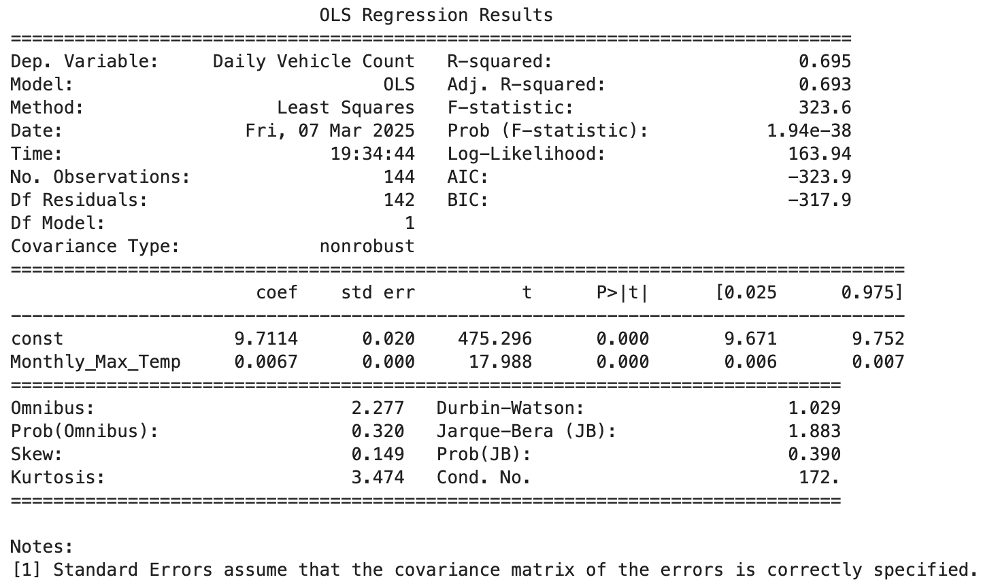 OLS Regression Results
==============================================================================
Dep. Variable:     Daily Vehicle Count   R-squared:                       0.695
Model:                             OLS   Adj. R-squared:                  0.693
Method:                  Least Squares   F-statistic:                     323.6
Date:                 Fri, 07 Mar 2025   Prob (F-statistic):           1.94e-38
Time:                         19:34:44   Log-Likelihood:                 163.94
No. Observations:                  144   AIC:                            -323.9
Df Residuals:                      142   BIC:                            -317.9
Df Model:                            1
Covariance Type:             nonrobust
====================================================================================
                       coef    std err          t      P>|t|      [0.025      0.975]
------------------------------------------------------------------------------------
const                9.7114      0.020    475.296      0.000       9.671       9.752
Monthly_Max_Temp     0.0067      0.000     17.988      0.000       0.006       0.007
==============================================================================
Omnibus:                        2.277   Durbin-Watson:                   1.029
Prob(Omnibus):                  0.320   Jarque-Bera (JB):                1.883
Skew:                           0.149   Prob(JB):                        0.390
Kurtosis:                       3.474   Cond. No.                         172.
==============================================================================
Notes:
[1] Standard Errors assume that the covariance matrix of the errors is correctly specified.